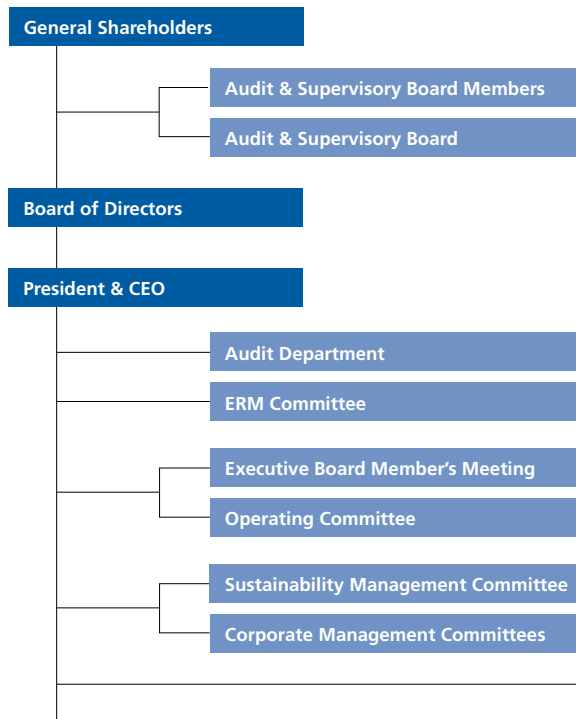 General Shareholders
Audit & Supervisory Board Members
Audit & Supervisory Board
Board of Directors
President & CEO
Audit Department
ERM Committee
Executive Board Member’s Meeting
Operating Committee
Sustainability Management Committee
Corporate Management Committees